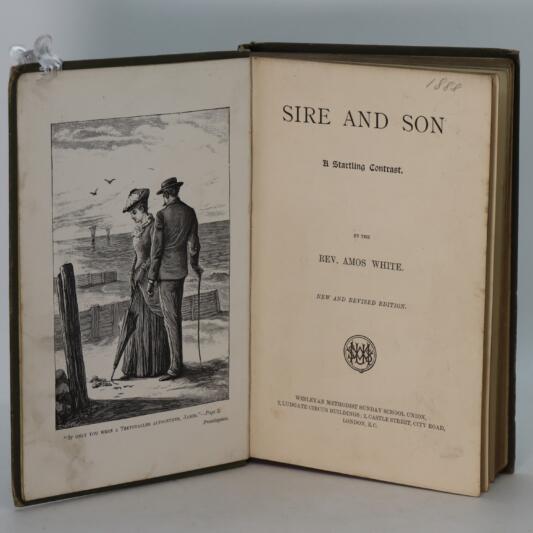 "IF ONLY YOU WERE A TEETOTALLER ALTOGETHER, JAMES."—Page
Frontispiece.
1888
SIRE AND SON
A Startling Contrast.
BY THE
REV. AMOS WHITE.
NEW AND REVISED EDITION.
WESLEYAN METHODIST SUNDAY SCHOOL UNION,
2, LUDGATE CIRCUS BUILDINGS; 2, CASTLE STREET, CITY ROAD,
LONDON, E.C.